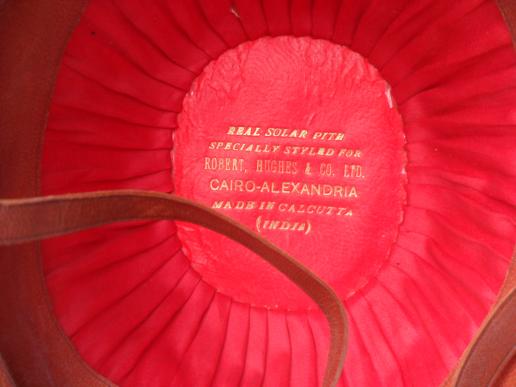 REAL SOLAR PITH
SPECIALLY STYLED FOR
ROBERT, HUGHES & CO. LTD.
CAIRO-ALEXANDRIA
MADE IN CALCUTTA
(INDIA)